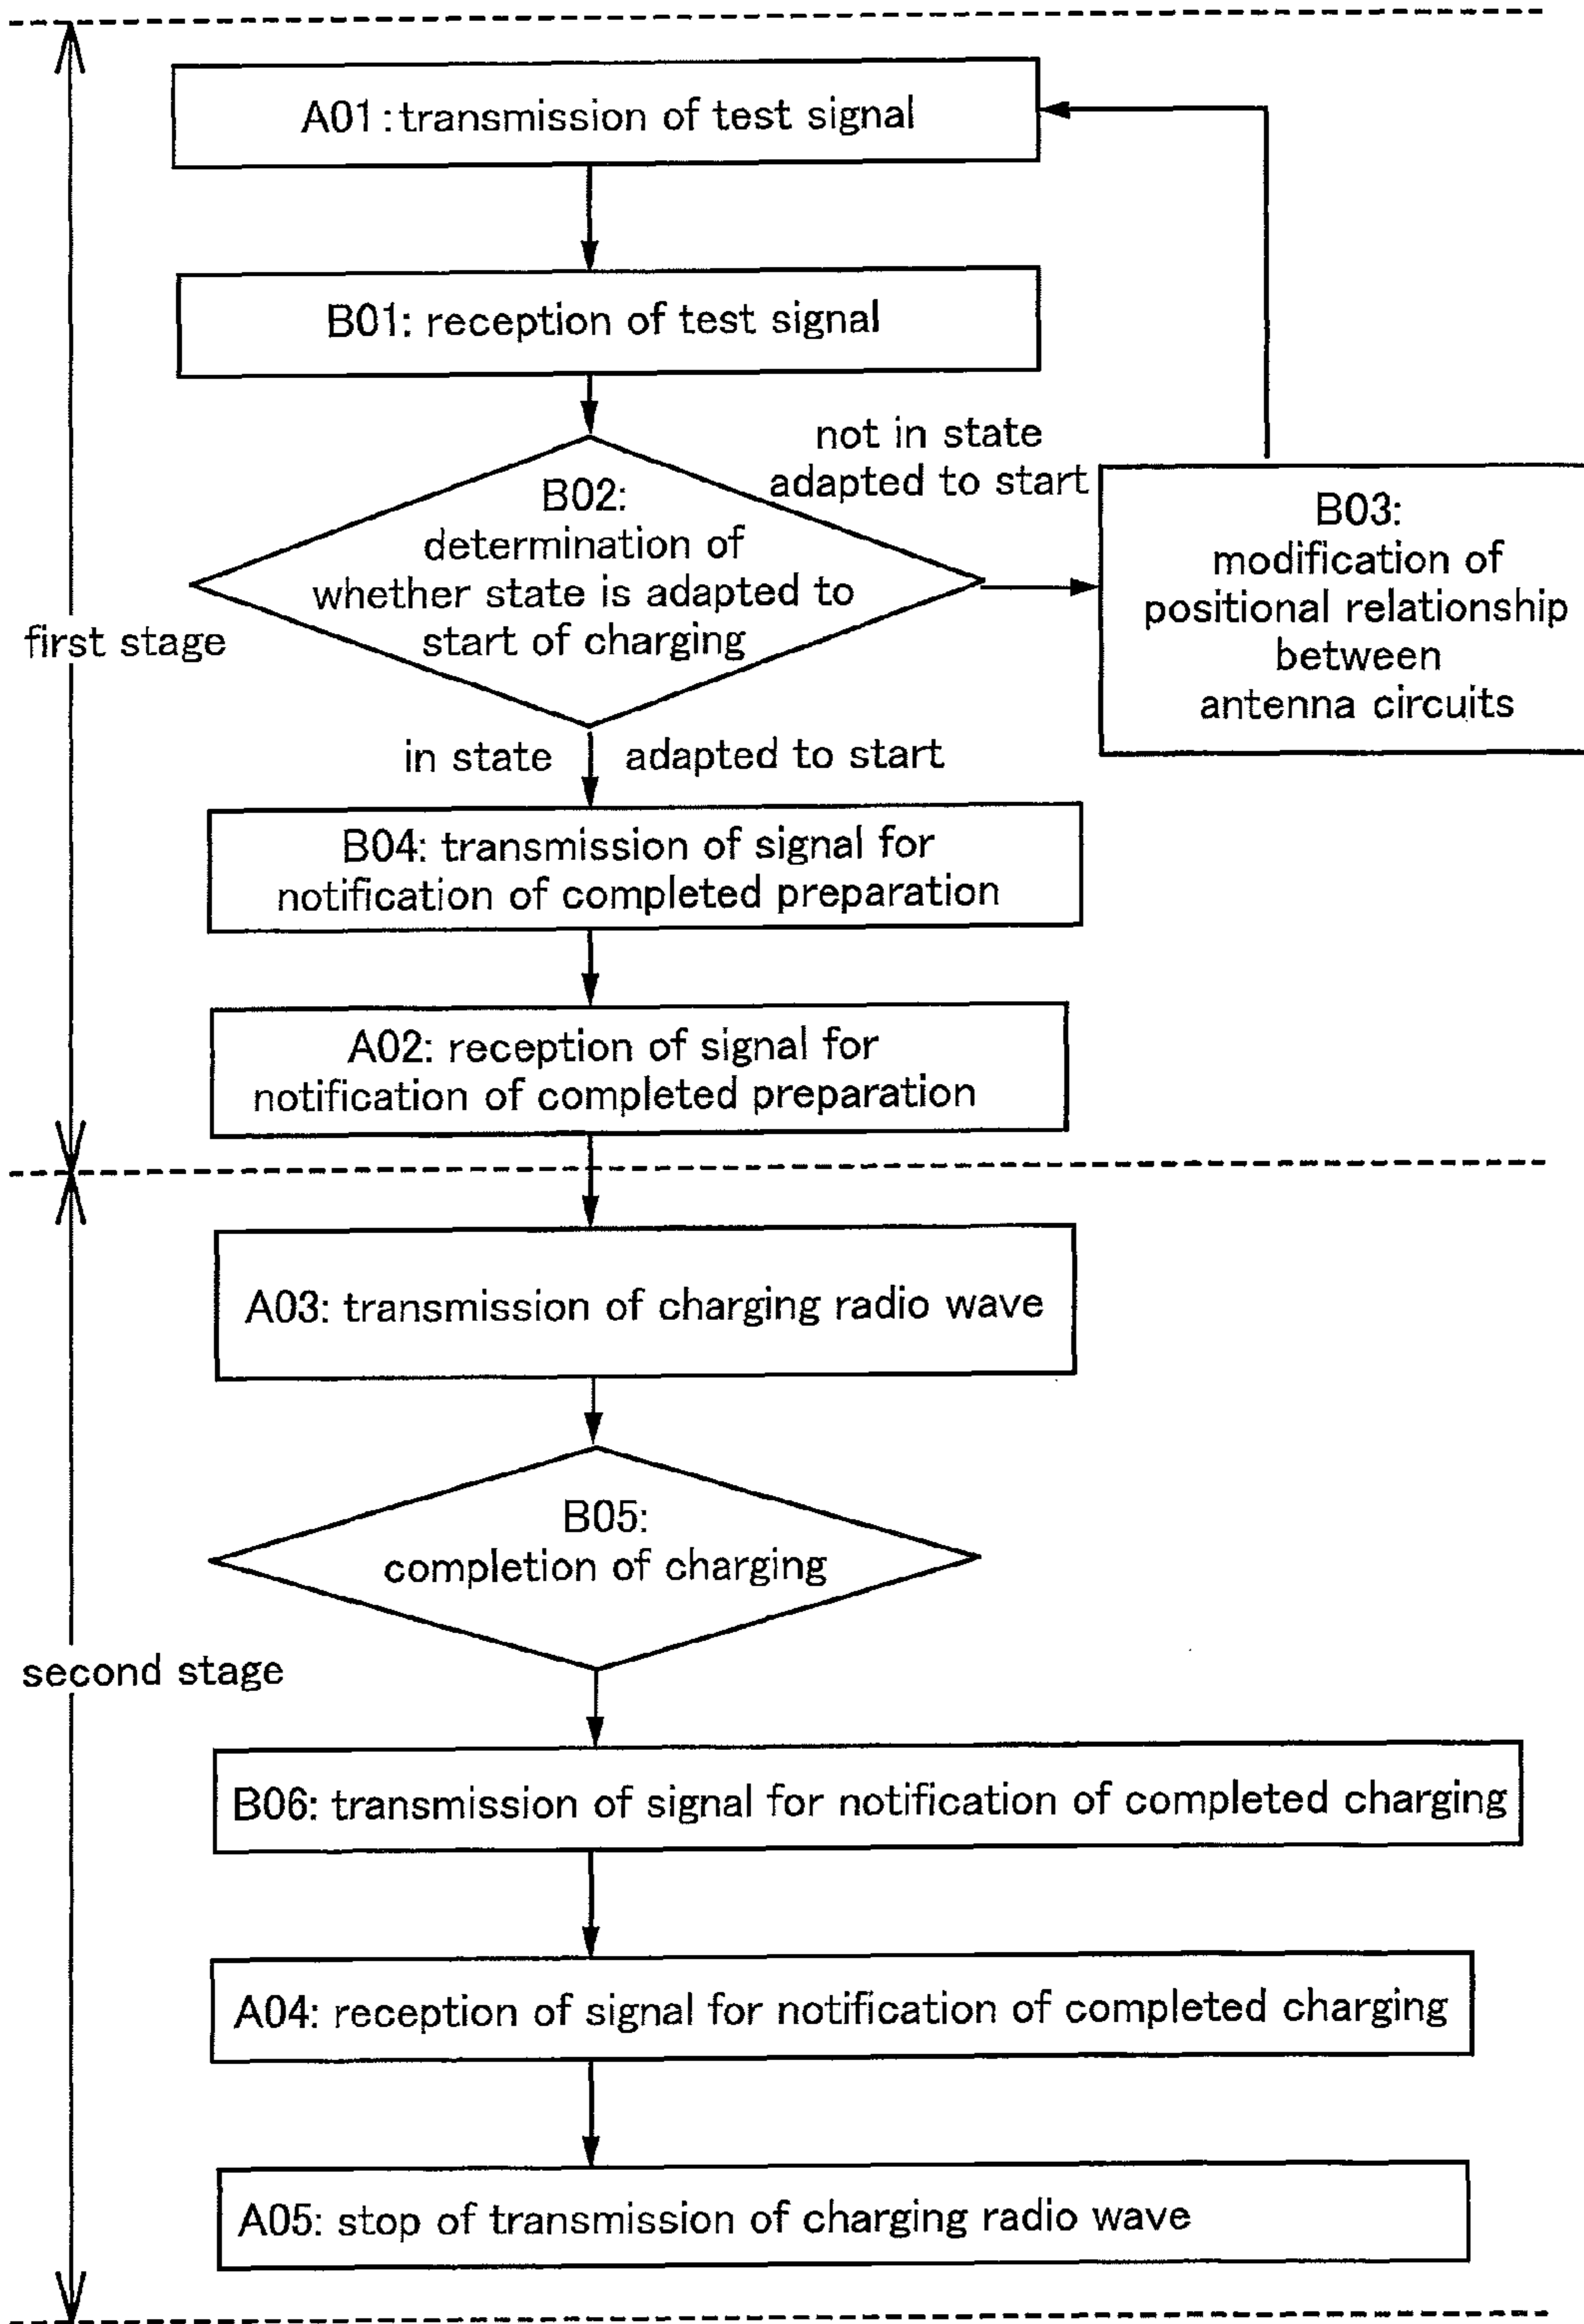 A01:transmission of test signal
B01: reception of test signal
not in state
adapted to start
B02:
determination of
whether state is adapted to
start of charging
B03:
modification of
positional relationship
between
antenna circuits
first stage
in state adapted to start
B04: transmission of signal for
notification of completed preparation
A02: reception of signal for
notification of completed preparation
A03: transmission of charging radio wave
B05:
completion of charging
second stage
B06: transmission of signal for notification of completed charging
A04: reception of signal for notification of completed charging
A05: stop of transmission of charging radio wave